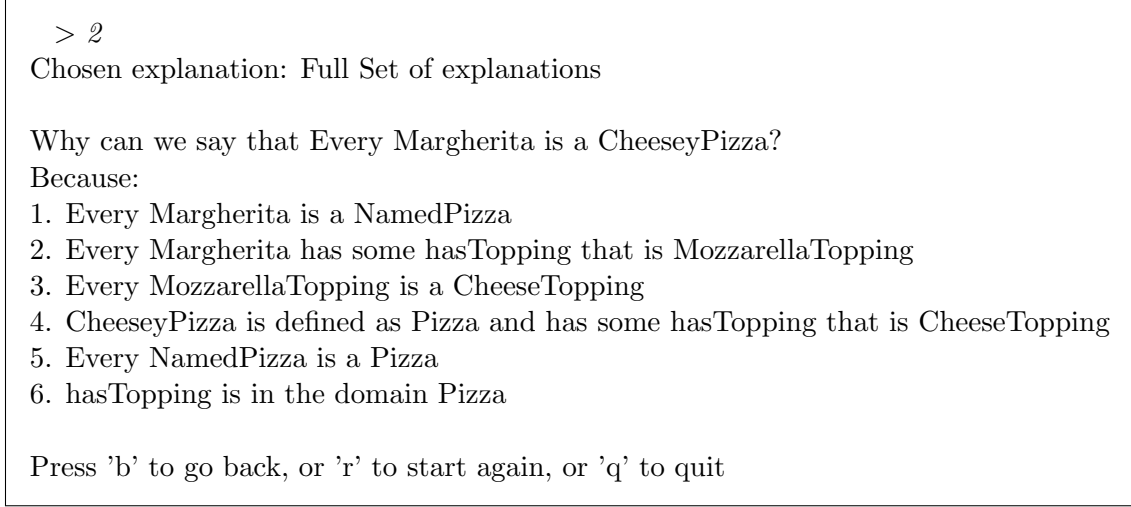 > 2
Chosen explanation: Full Set of explanations
Why can we say that Every Margherita is a CheeseyPizza?
Because:
1. Every Margherita is a NamedPizza
2. Every Margherita has some hasTopping that is MozzarellaTopping
3. Every MozzarellaTopping is a CheeseTopping
4. CheeseyPizza is defined as Pizza and has some hasTopping that is CheeseTopping
5. Every NamedPizza is a Pizza
6. hasTopping is in the domain Pizza
Press ’b’ to go back, or ’r’ to start again, or ’q’ to quit